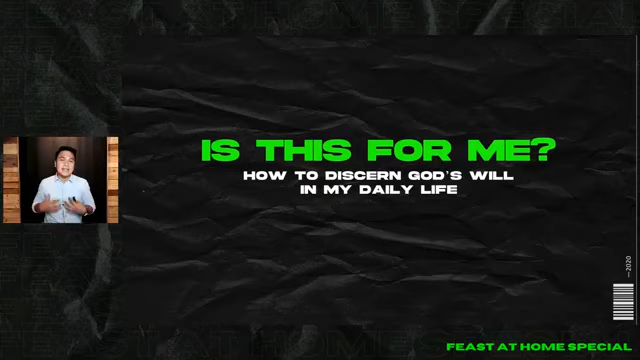 IS THIS FOR ME?
HOW TO DISCERN GOD'S WILL
IN MY DAILY LIFE
—2020
FEAST AT HOME SPECIAL